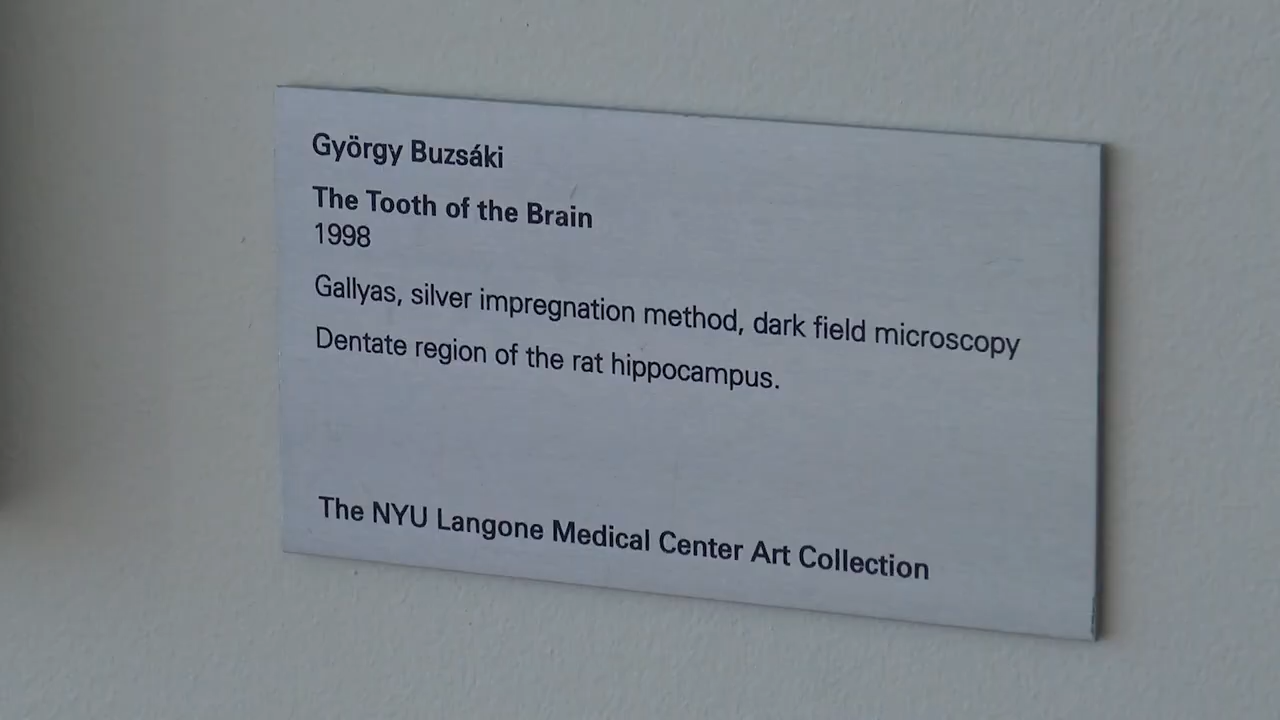 György Buzsáki
The Tooth of the Brain
1998
Gallyas, silver impregnation method, dark field microscopy
Dentate region of the rat hippocampus.
The NYU Langone Medical Center Art Collection